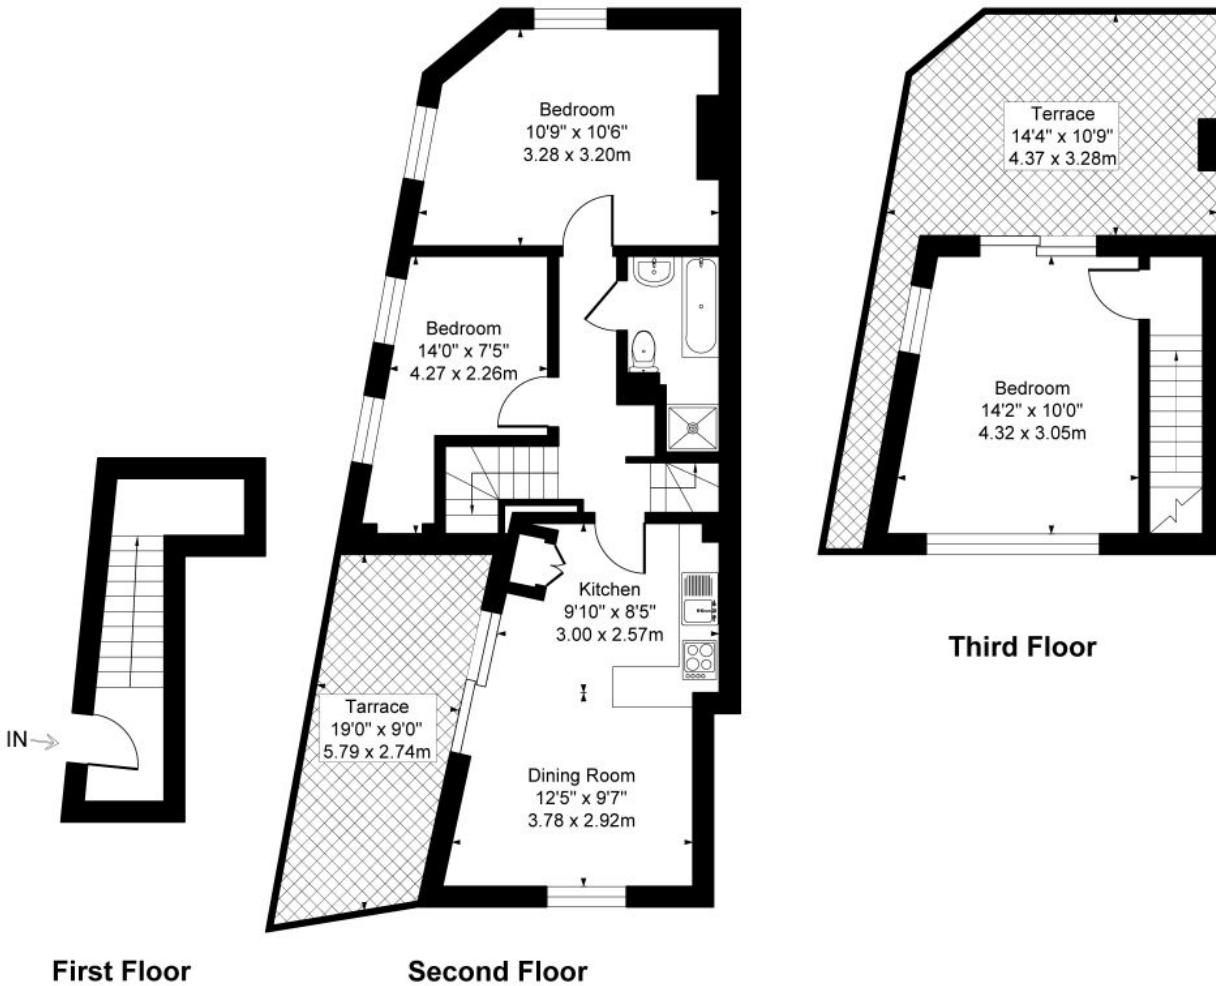 Bedroom
10'9" x 10'6"
3.28 x 3.20m
Terrace
14'4" x 10'9"
4.37 x 3.28m
Bedroom
14'0" x 7'5"
4.27 x 2.26m
Bedroom
14'2" x 10'0"
4.32 x 3.05m
Kitchen
9'10" x 8'5"
3.00 x 2.57m
Third Floor
Tarrace
19'0" x 9'0"
5.79 x 2.74m
IN
Dining Room
12'5" x 9'7"
3.78 x 2.92m
First Floor
Second Floor